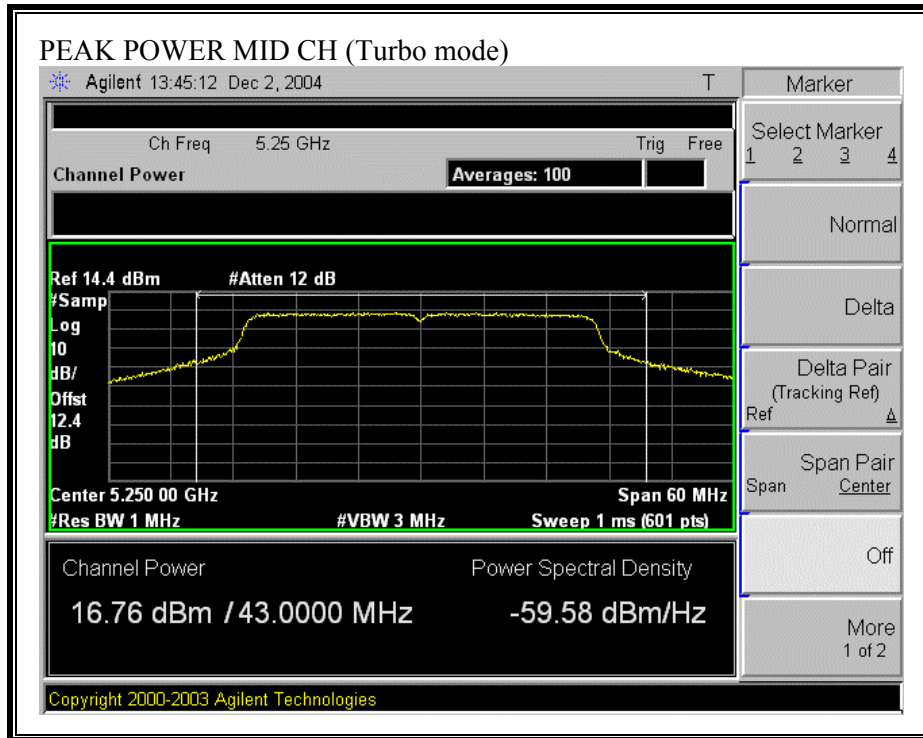 PEAK POWER MID CH (Turbo mode)
Agilent 13:45:12 Dec 2, 2004 T
Marker
Ch Freq 5.25 GHz Trig Free
Channel Power Averages: 100
Select Marker
1 2 3 4
Normal
Delta
Delta Pair
(Tracking Ref)
Ref Δ
Span Pair
Span Center
Off
More
1 of 2
Ref 14.4 dBm #Atten 12 dB
#Samp
Log
10
dB/
Offst
12.4
dB
Center 5.250 00 GHz Span 60 MHz
#Res BW 1 MHz #VBW 3 MHz Sweep 1 ms (601 pts)
Channel Power Power Spectral Density
16.76 dBm / 43.0000 MHz -59.58 dBm/Hz
Copyright 2000-2003 Agilent Technologies